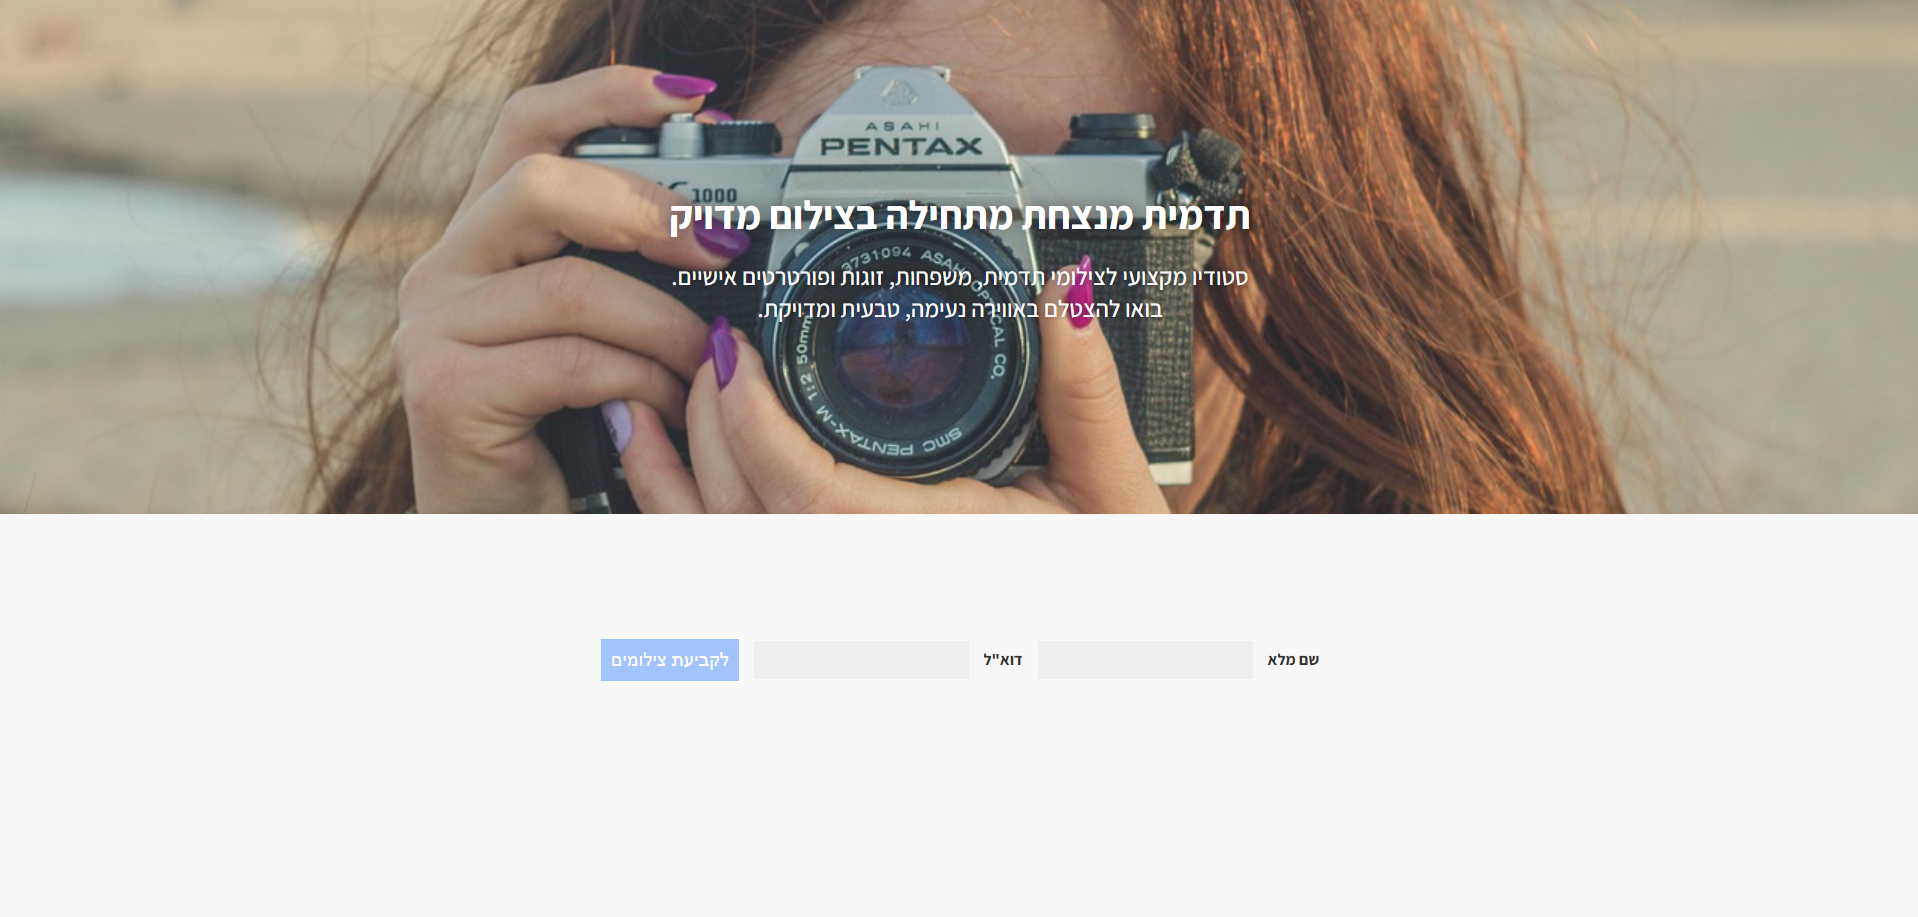 ASAHI
PENTAX
1000
תדמית מנצחת מתחילה בצילום מדויק
סטודיו מקצועי לצילומי תדמית, משפחות, זוגות ופורטרטים אישיים.
בואו להצטלם באווירה נעימה, טבעית ומדויקת.
3731094 ASAHI OPTICAL CO.
SMC PENTAX-M 1:2 50mm
שם מלא
דוא"ל
לקביעת צילומים